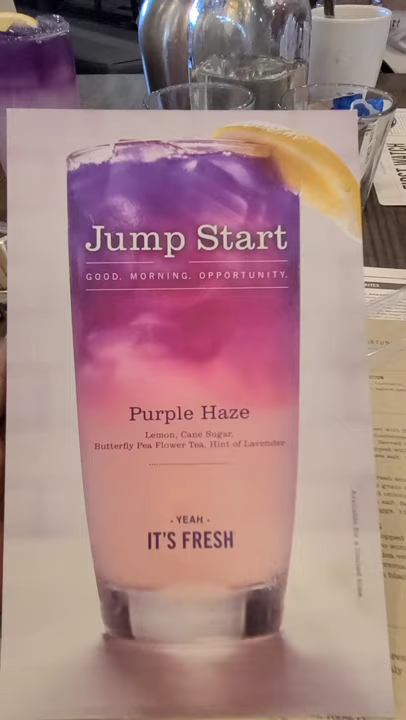 Jump Start
GOOD. MORNING. OPPORTUNITY.
Purple Haze
Lemon, Cane Sugar,
Butterfly Pea Flower Tea, Hint of Lavender
· YEAH ·
IT'S FRESH
Available for a limited time